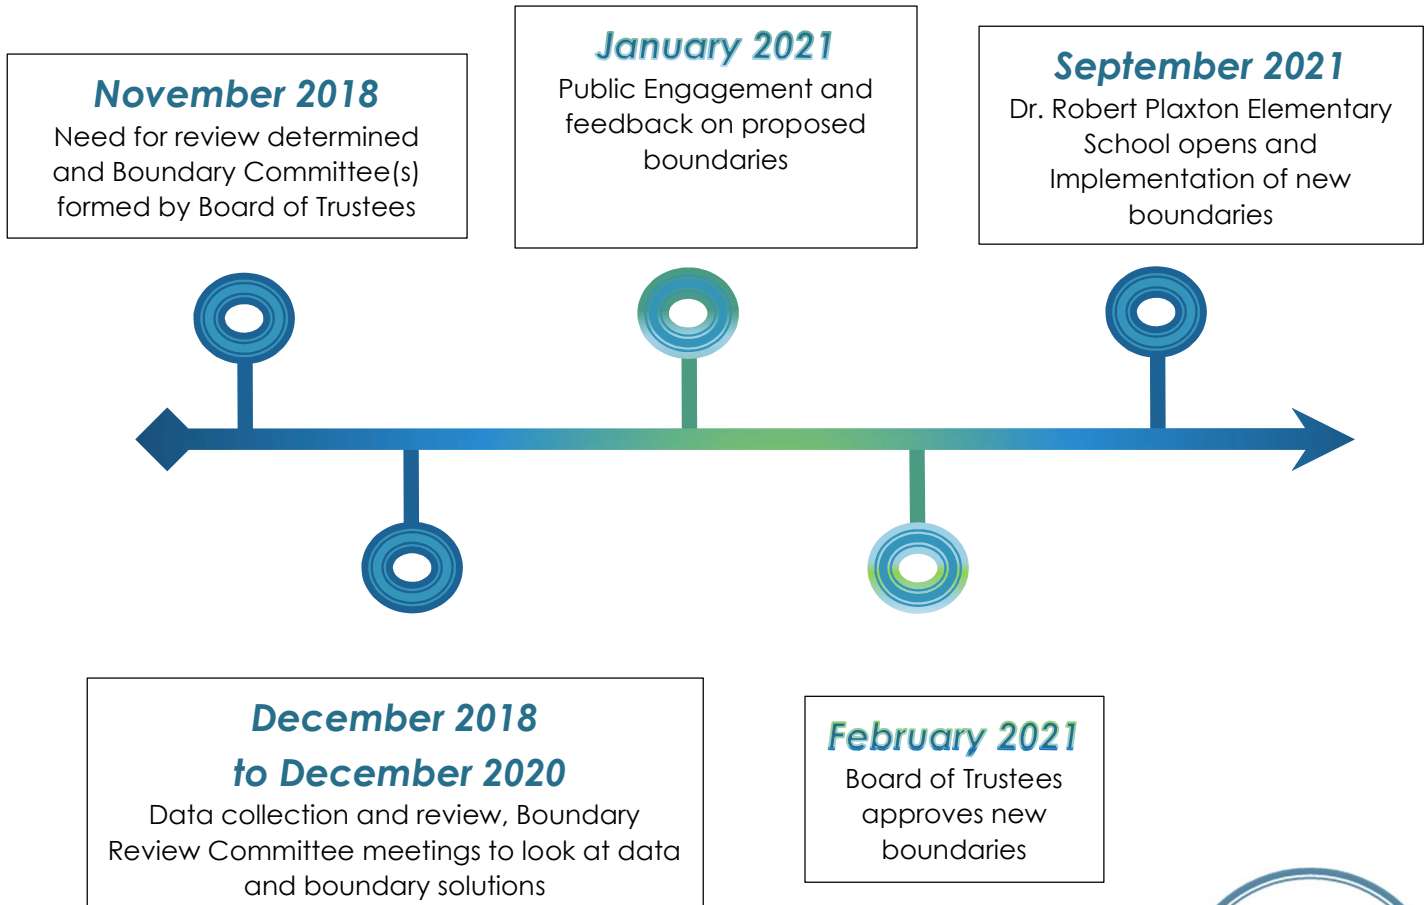 November 2018
Need for review determined
and Boundary Committee(s)
formed by Board of Trustees
January 2021
Public Engagement and
feedback on proposed
boundaries
September 2021
Dr. Robert Plaxton Elementary
School opens and
Implementation of new
boundaries
December 2018
to December 2020
Data collection and review, Boundary
Review Committee meetings to look at data
and boundary solutions
February 2021
Board of Trustees
approves new
boundaries